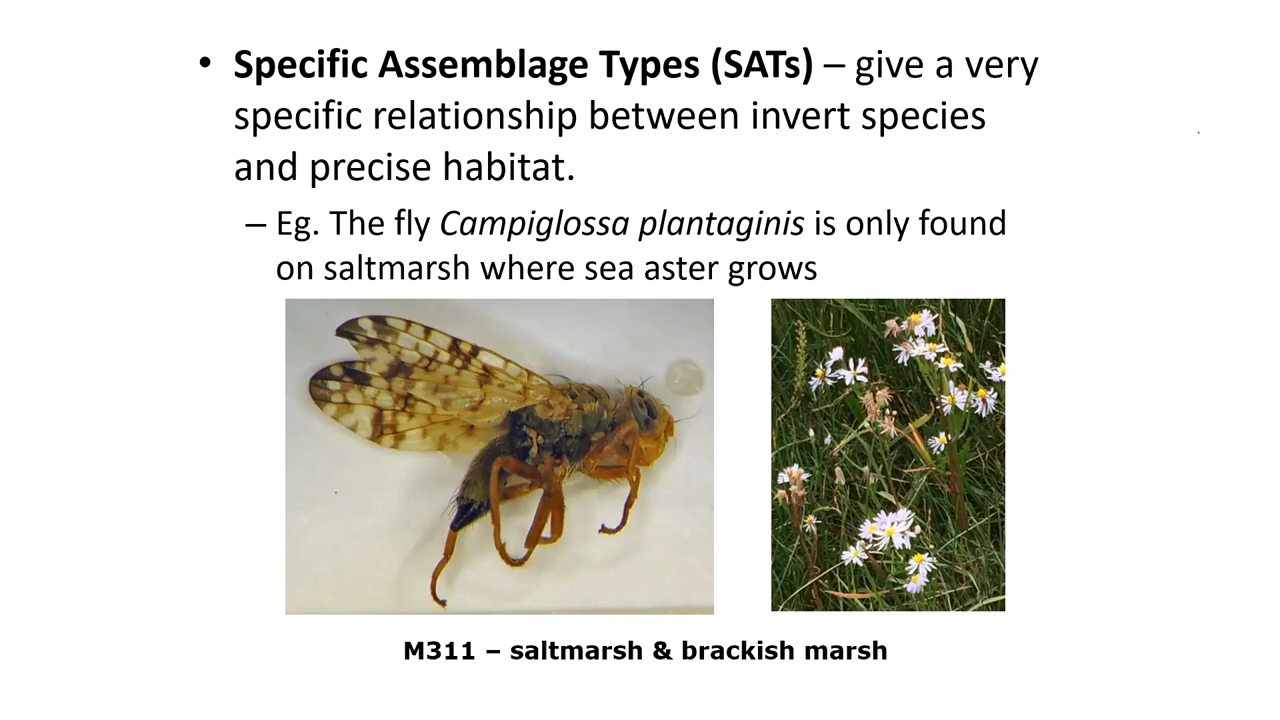 • Specific Assemblage Types (SATs) – give a very
specific relationship between invert species
and precise habitat.
– Eg. The fly Campiglossa plantaginis is only found
on saltmarsh where sea aster grows
M311 – saltmarsh & brackish marsh